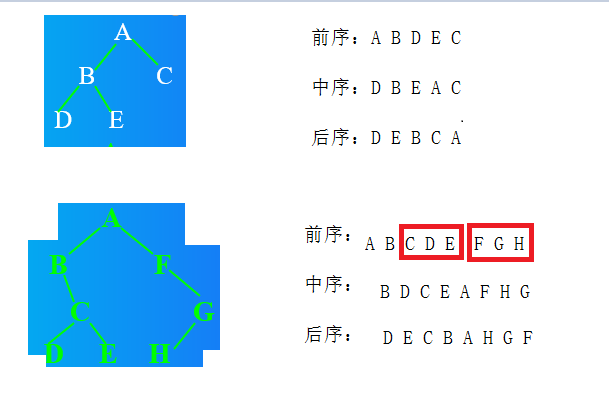 A
B C
D E
前序：A B D E C
中序：D B E A C
后序：D E B C A
A
B F
C G
D E H
前序：A B C D E F G H
中序：B D C E A F H G
后序：D E C B A H G F